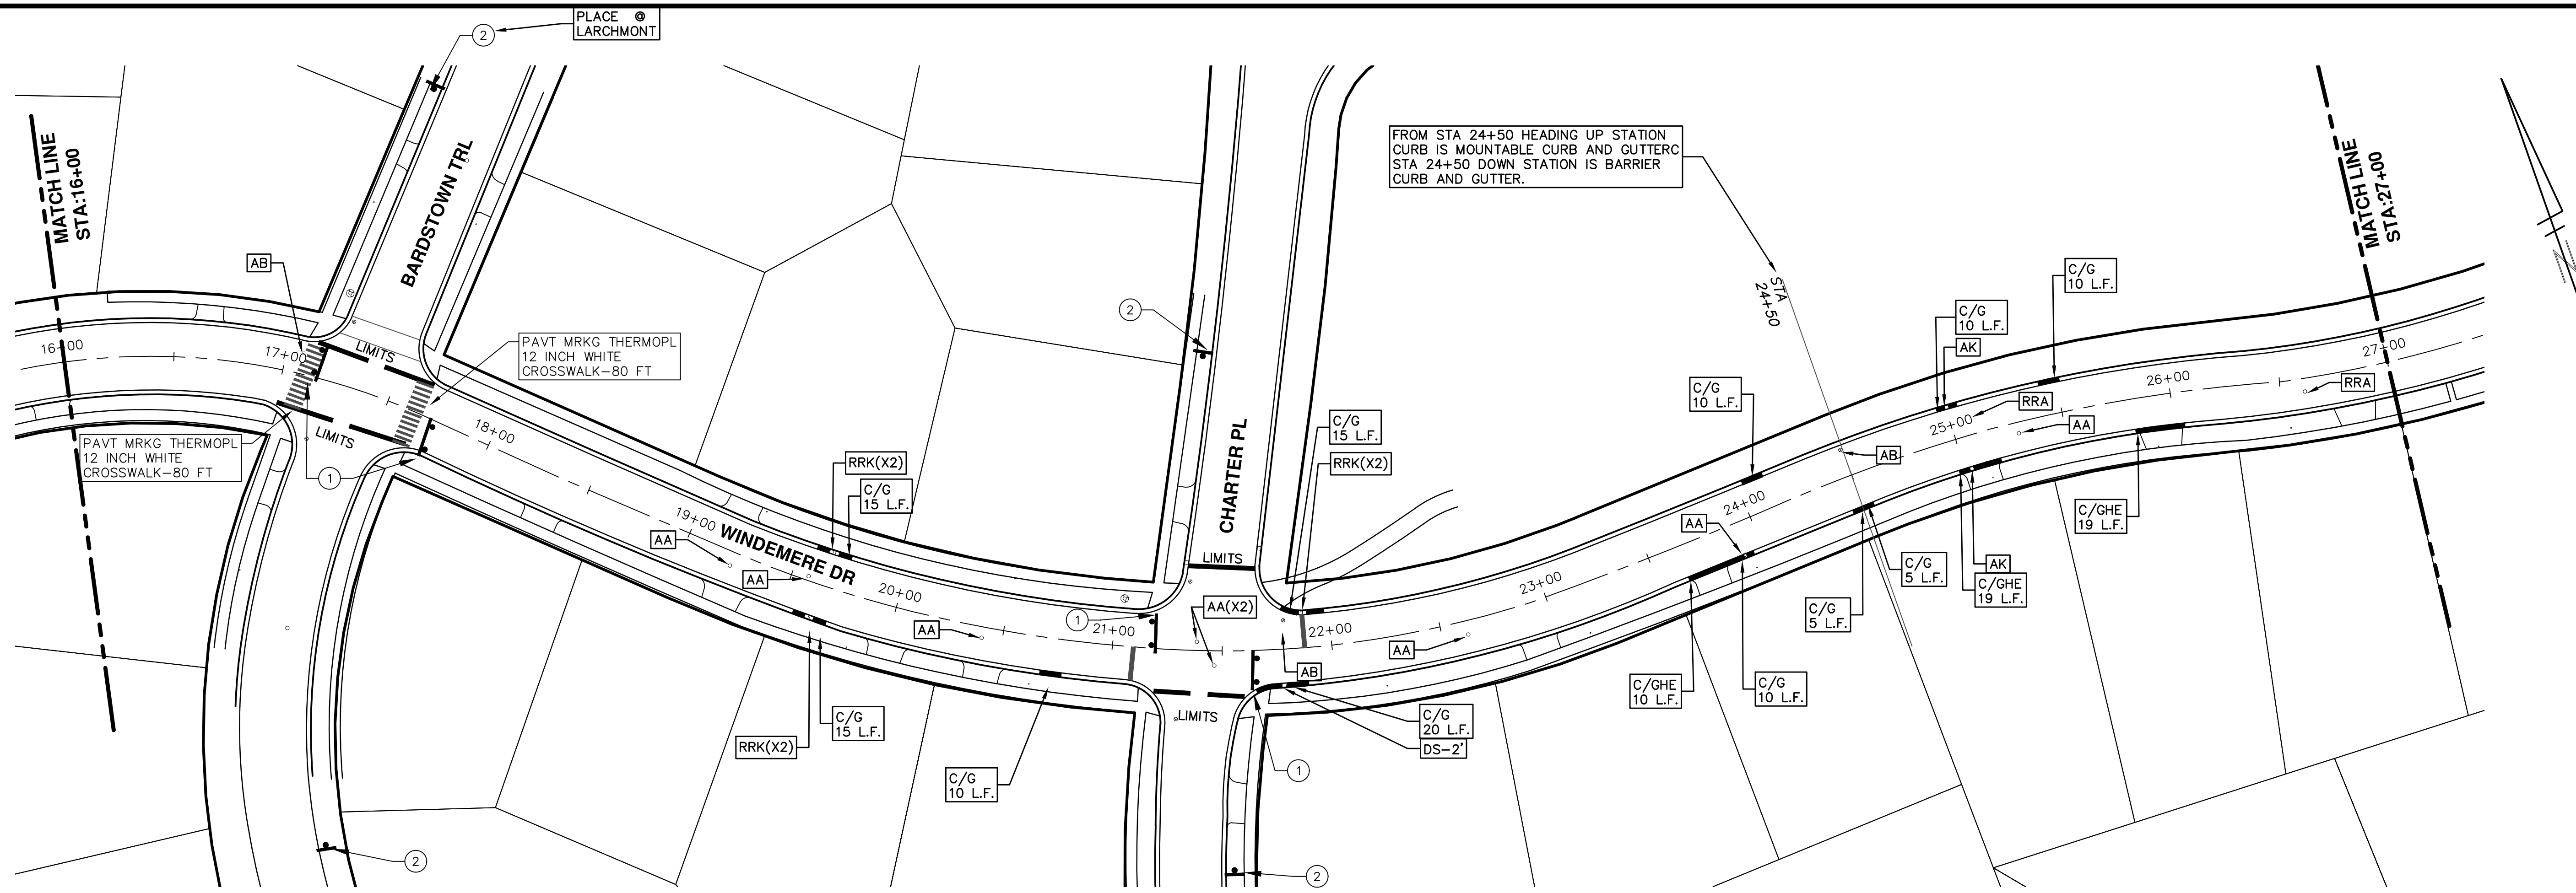 PLACE @
LARCHMONT
2
MATCH LINE
STA:16+00
BARDSTOWN TRL
AB
16+00
17+00
LIMITS
LIMITS
PAVT MRKG THERMOPL
12 INCH WHITE
CROSSWALK-80 FT
PAVT MRKG THERMOPL
12 INCH WHITE
CROSSWALK-80 FT
1
2
18+00
19+00
WINDEMERE DR
20+00
21+00
22+00
23+00
24+00
25+00
26+00
27+00
RRK(X2)
C/G
15 L.F.
AA
AA
AA
RRK(X2)
C/G
15 L.F.
C/G
10 L.F.
2
CHARTER PL
LIMITS
1
AA(X2)
LIMITS
C/G
15 L.F.
RRK(X2)
AB
AA
C/G
20 L.F.
DS-2'
1
2
FROM STA 24+50 HEADING UP STATION
CURB IS MOUNTABLE CURB AND GUTTERC
STA 24+50 DOWN STATION IS BARRIER
CURB AND GUTTER.
STA
24+50
C/G
10 L.F.
AA
C/GHE
10 L.F.
C/G
10 L.F.
C/G
5 L.F.
C/G
5 L.F.
AB
C/G
10 L.F.
AK
C/G
10 L.F.
RRA
AA
RRA
AK
C/GHE
19 L.F.
C/GHE
19 L.F.
MATCH LINE
STA:27+00